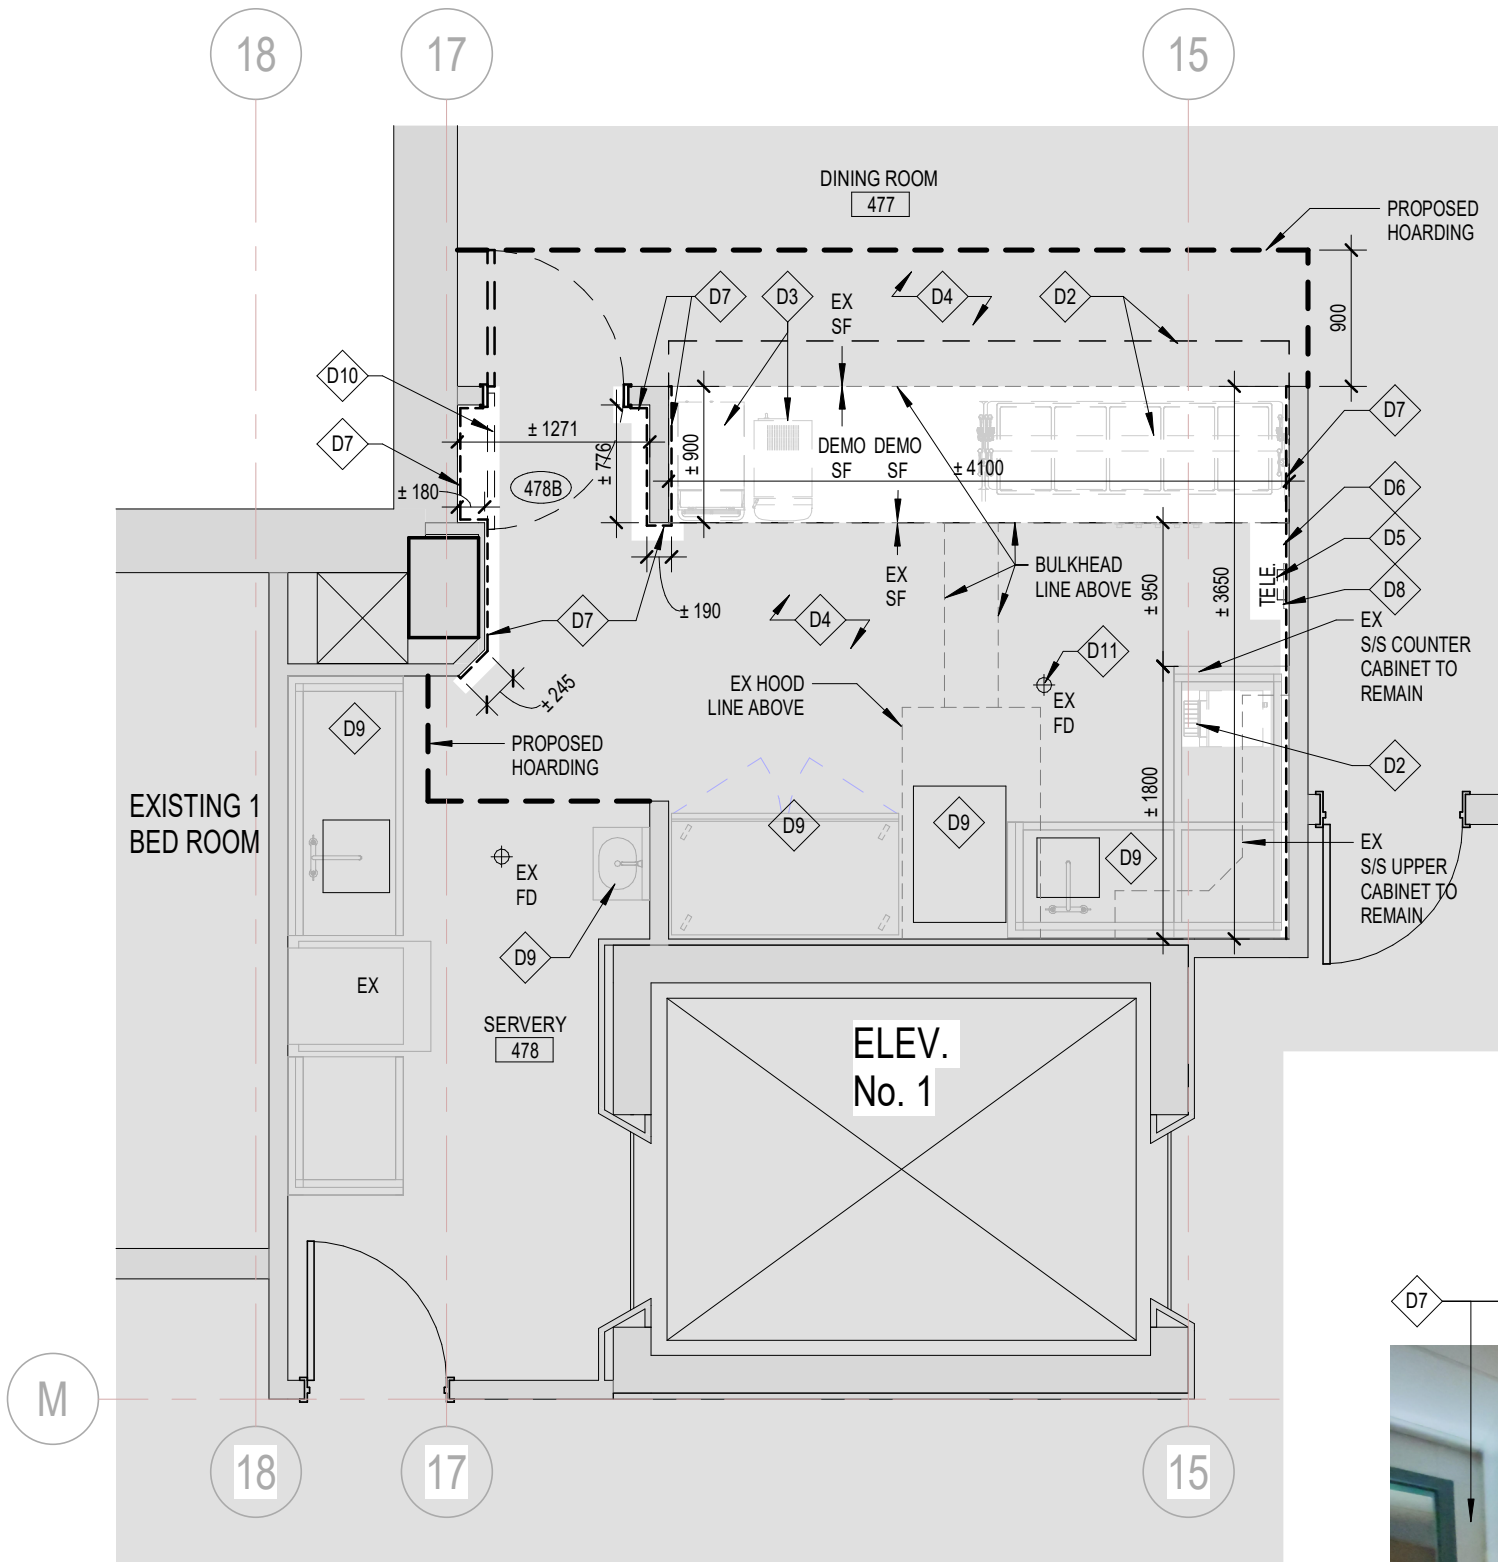 18
17
15
DINING ROOM
477
PROPOSED
HOARDING
D7
D3
EX
SF
D4
D2
900
D10
D7
± 1271
± 776
± 900
DEMO
SF
DEMO
SF
± 4100
D7
± 180
478B
D6
D5
TELE.
D8
EX
SF
BULKHEAD
LINE ABOVE
± 950
± 3650
± 190
D7
D4
D11
EX
S/S COUNTER
CABINET TO
REMAIN
± 245
EX HOOD
LINE ABOVE
EX
FD
D9
PROPOSED
HOARDING
D2
EXISTING 1
BED ROOM
D9
D9
± 1800
D9
EX
S/S UPPER
CABINET TO
REMAIN
EX
FD
D9
EX
SERVERY
478
ELEV.
No. 1
D7
M
18
17
15